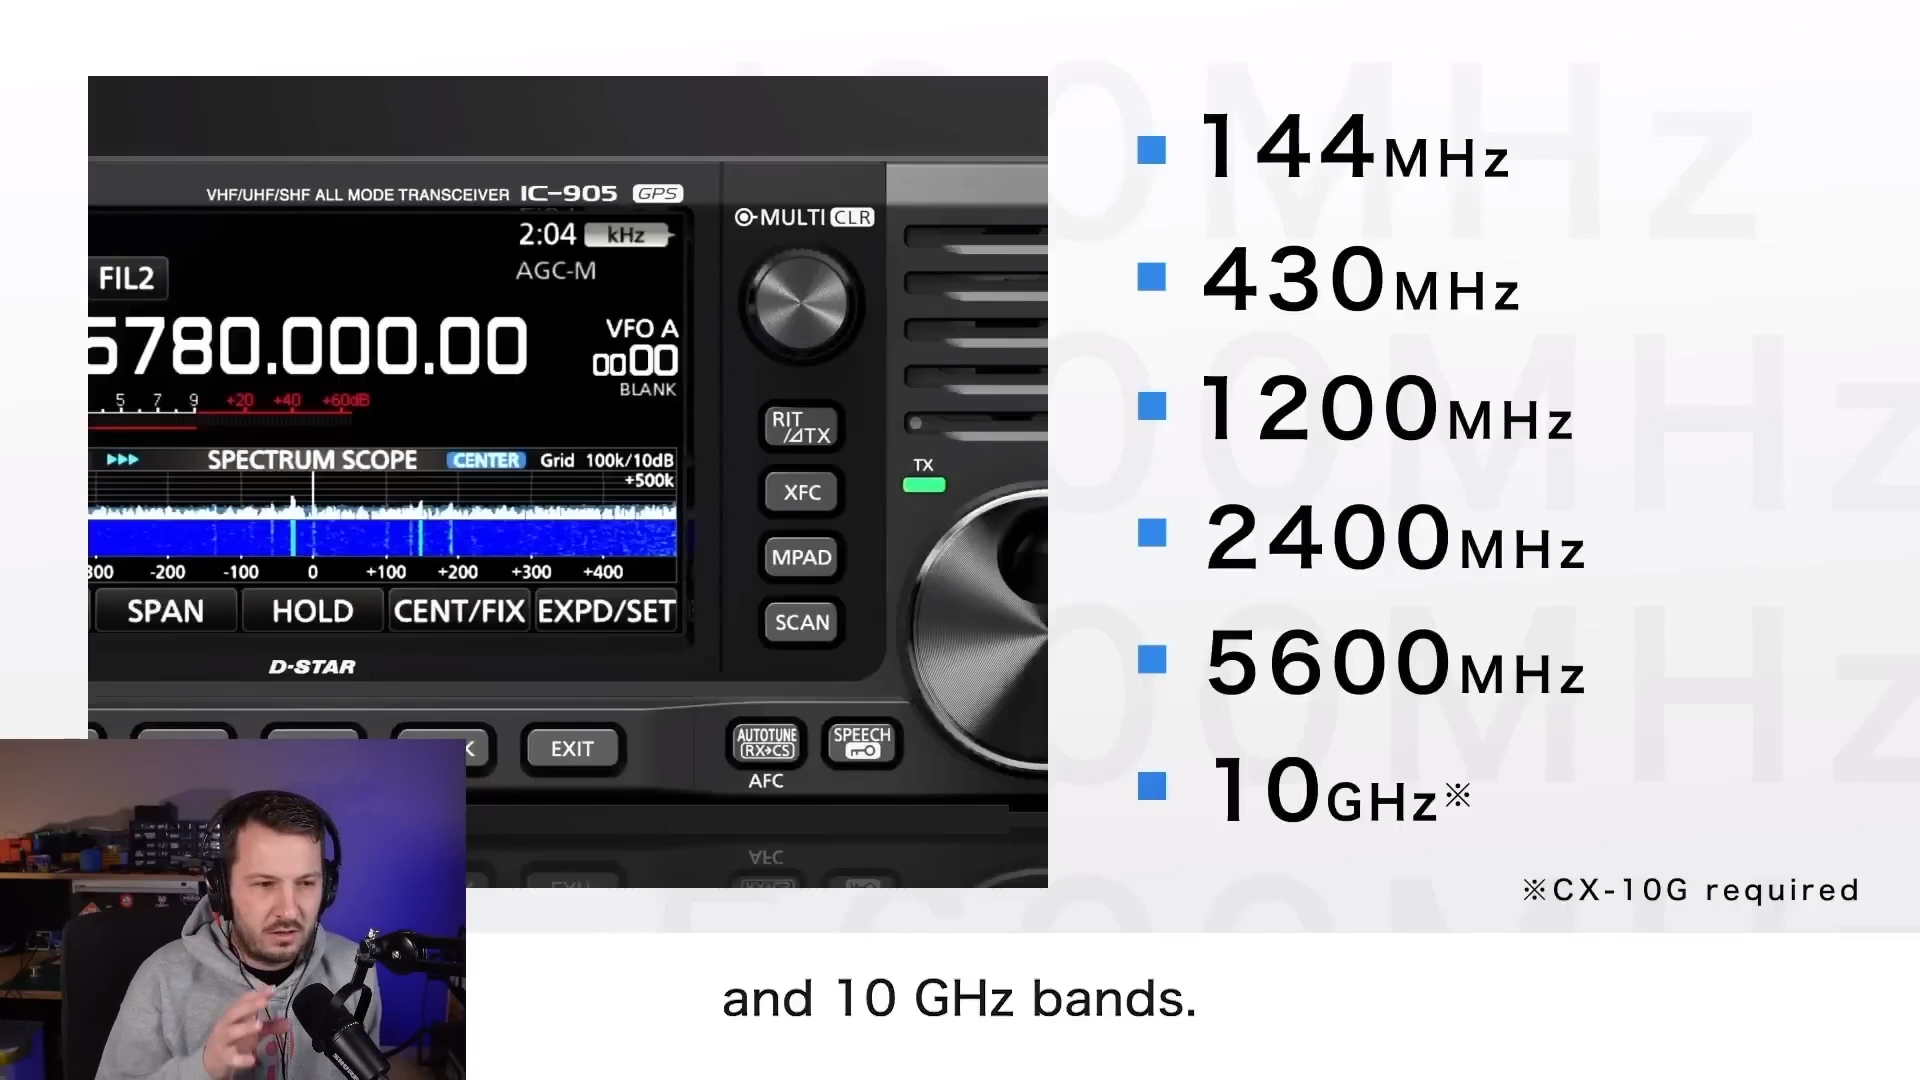 VHF/UHF/SHF ALL MODE TRANSCEIVER IC-905 GPS
2:04 kHz
AGC-M
FIL2
5780.000.00
VFO A
00 00
BLANK
5 7 9 +20 +40 +60dB
SPECTRUM SCOPE CENTER Grid 100k/10dB
+500k
-200 -100 0 +100 +200 +300 +400
SPAN HOLD CENT/FIX EXPD/SET
D-STAR
MULTI CLR
RIT/⊿TX
XFC
MPAD
SCAN
TX
EXIT
AUTOTUNE
RX➔CS
AFC
SPEECH
144MHz
430MHz
1200MHz
2400MHz
5600MHz
10GHz※
※CX-10G required
and 10 GHz bands.